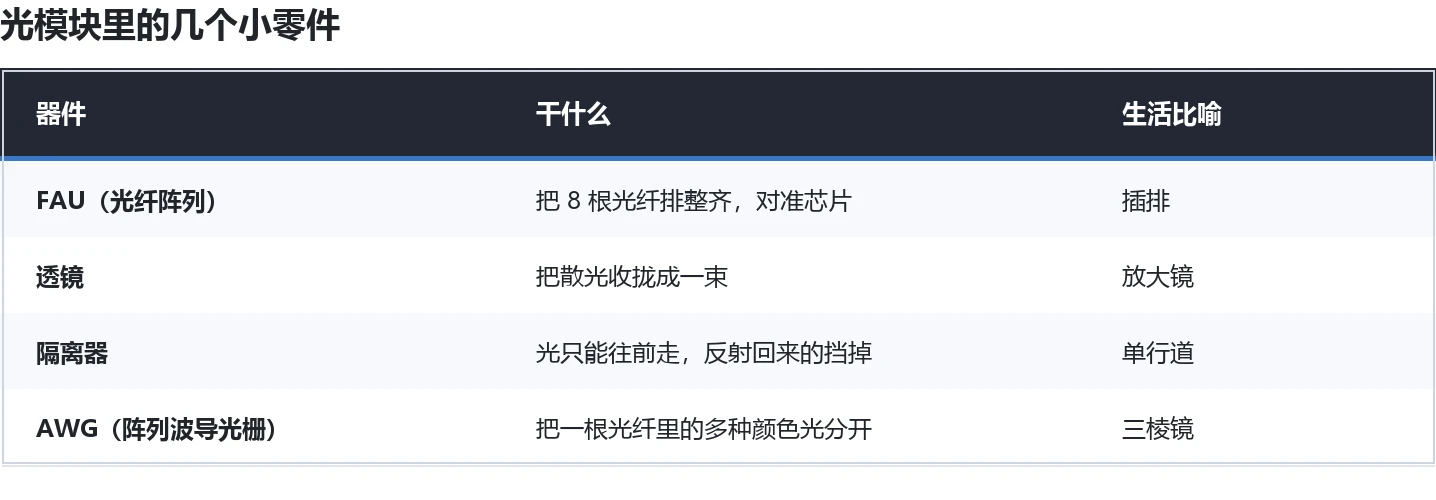 光模块里的几个小零件
器件 干什么 生活比喻
FAU（光纤阵列） 把 8 根光纤排整齐，对准芯片 插排
透镜 把散光收拢成一束 放大镜
隔离器 光只能往前走，反射回来的挡掉 单行道
AWG（阵列波导光栅） 把一根光纤里的多种颜色光分开 三棱镜